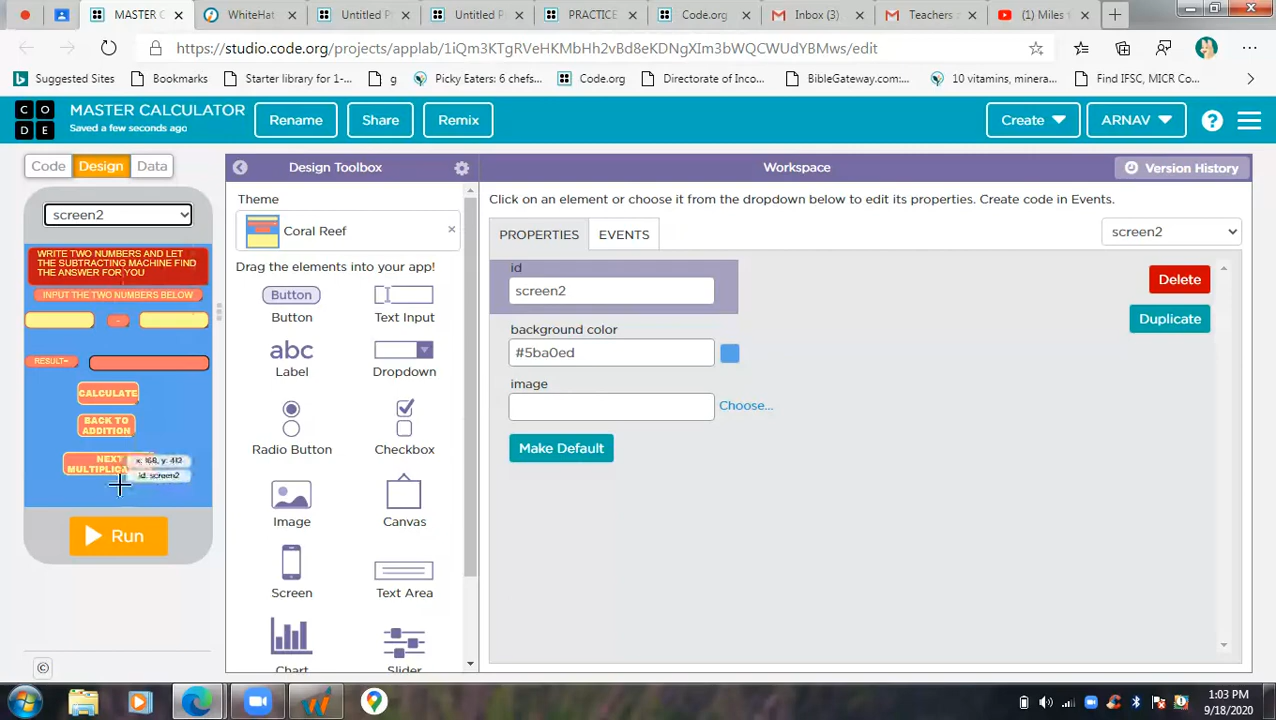 MASTER C
WhiteHat
Untitled P
Untitled P
PRACTICE
Code.org
Inbox (3)
Teachers
(1) Miles
https://studio.code.org/projects/applab/1iQm3KTgRVeHKMbHh2vBd8eKDNgXIm3bWQCWUdYBMws/edit
Suggested Sites
Bookmarks
Starter library for 1-...
g
Picky Eaters: 6 chefs...
Code.org
Directorate of Inco...
BibleGateway.com:...
10 vitamins, minera...
Find IFSC, MICR Co...
C O
D E
MASTER CALCULATOR
Saved a few seconds ago
Rename
Share
Remix
Create
ARNAV
Code
Design
Data
Design Toolbox
Workspace
Version History
screen2
WRITE TWO NUMBERS AND LET
THE SUBTRACTING MACHINE FIND
THE ANSWER FOR YOU
INPUT THE TWO NUMBERS BELOW
-
RESULT=
CALCULATE
BACK TO
ADDITION
NEXT
id: screen2
Run
Theme
Coral Reef
Drag the elements into your app!
Button
Button
Text Input
abc
Label
Dropdown
Radio Button
Checkbox
Image
Canvas
Screen
Text Area
Chart
Slider
Click on an element or choose it from the dropdown below to edit its properties. Create code in Events.
PROPERTIES
EVENTS
screen2
id
screen2
Delete
Duplicate
background color
#5ba0ed
image
Choose...
Make Default
1:03 PM
9/18/2020